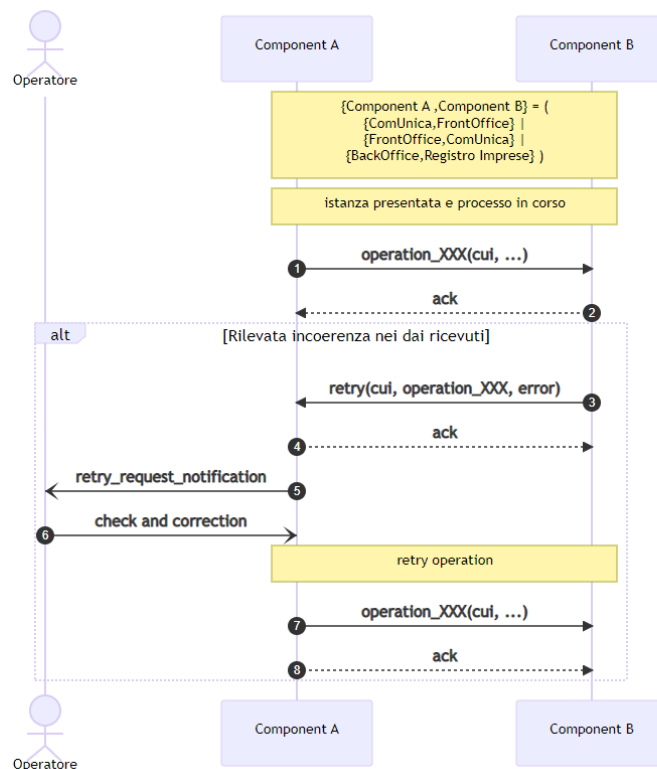 Operatore
Component A
Component B
{Component A ,Component B} = (
{ComUnica,FrontOffice} |
{FrontOffice,ComUnica} |
{BackOffice,Registro Imprese} )
istanza presentata e processo in corso
1
operation_XXX(cui, ...)
ack
2
alt
[Rilevata incoerenza nei dai ricevuti]
retry(cui, operation_XXX, error)
3
ack
4
retry_request_notification
5
check and correction
6
retry operation
operation_XXX(cui, ...)
7
ack
8
Operatore
Component A
Component B